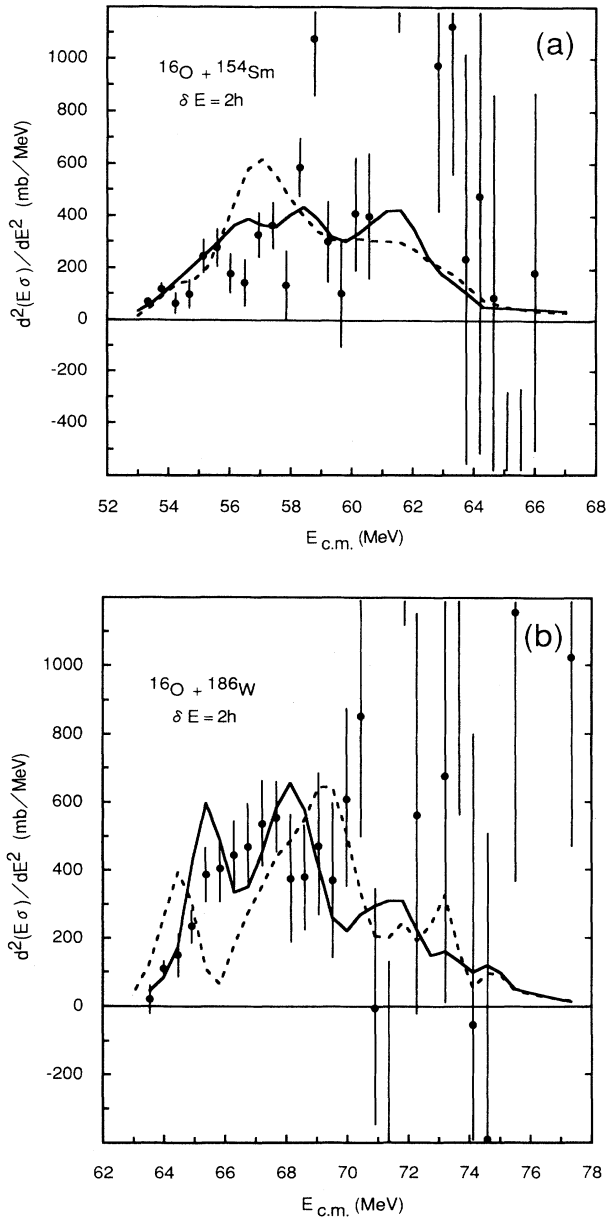 (a)
16O + 154Sm
δ E = 2h
1000
800
600
400
200
0
-200
-400
d2(Eσ)/dE2 (mb/MeV)
52 54 56 58 60 62 64 66 68
Ec.m. (MeV)
(b)
16O + 186W
δ E = 2h
1000
800
600
400
200
0
-200
d2(Eσ)/dE2 (mb/MeV)
62 64 66 68 70 72 74 76 78
Ec.m. (MeV)